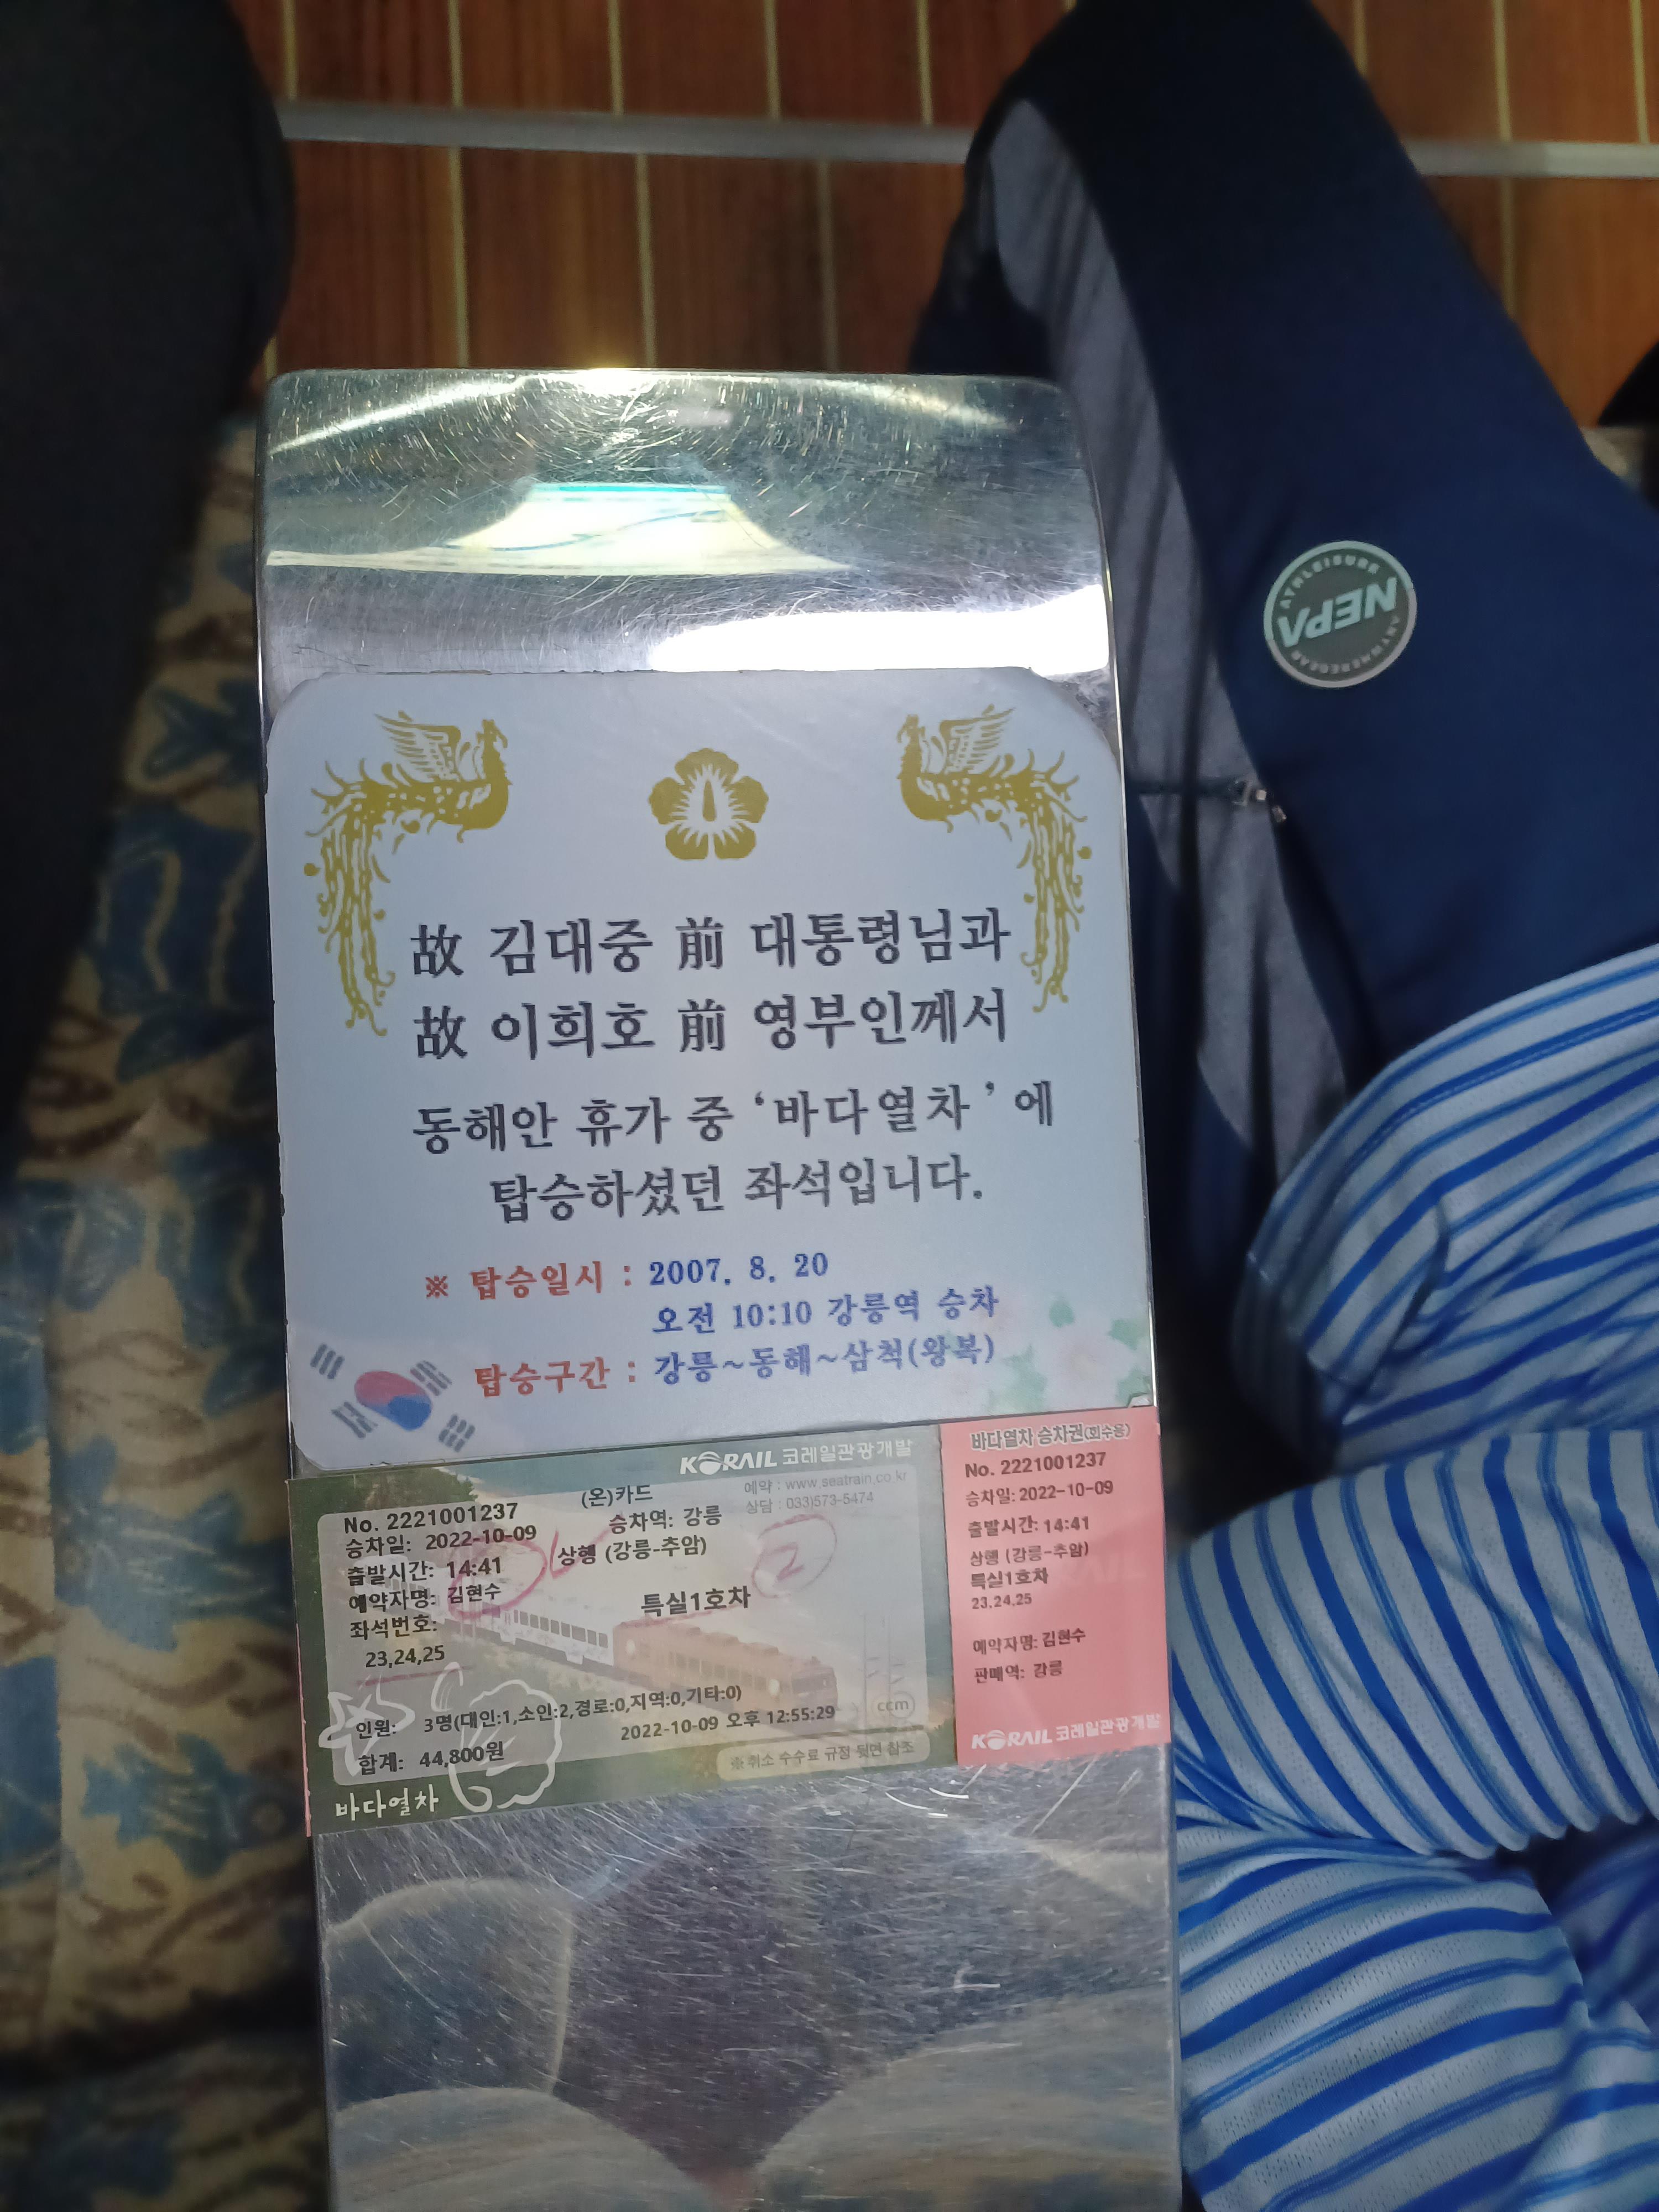 故 김대중 前 대통령님과
故 이희호 前 영부인께서
동해안 휴가 중 ‘바다열차’에
탑승하셨던 좌석입니다.
※ 탑승일시 : 2007. 8. 20
오전 10:10 강릉역 승차
탑승구간 : 강릉~동해~삼척(왕복)
KORAIL 코레일관광개발
예약 : www.seatrain.co.kr
상담 : 033)573-5474
No. 2221001237
(온)카드
승차일: 2022-10-09
승차역: 강릉
출발시간: 14:41
상행 (강릉-추암)
2
예약자명: 김현수
특실1호차
좌석번호:
23,24,25
인원: 3명(대인:1,소인:2,경로:0,지역:0,기타:0)
2022-10-09 오후 12:55:29
ccm
합계: 44,800원
※ 취소 수수료 규정 뒷면 참조
바다열차
바다열차 승차권(회수용)
No. 2221001237
승차일: 2022-10-09
출발시간: 14:41
상행 (강릉-추암)
특실1호차
23,24,25
예약자명: 김현수
판매역: 강릉
KORAIL 코레일관광개발
ATHLEISURE
NEPA
ANYWHEREGEAR